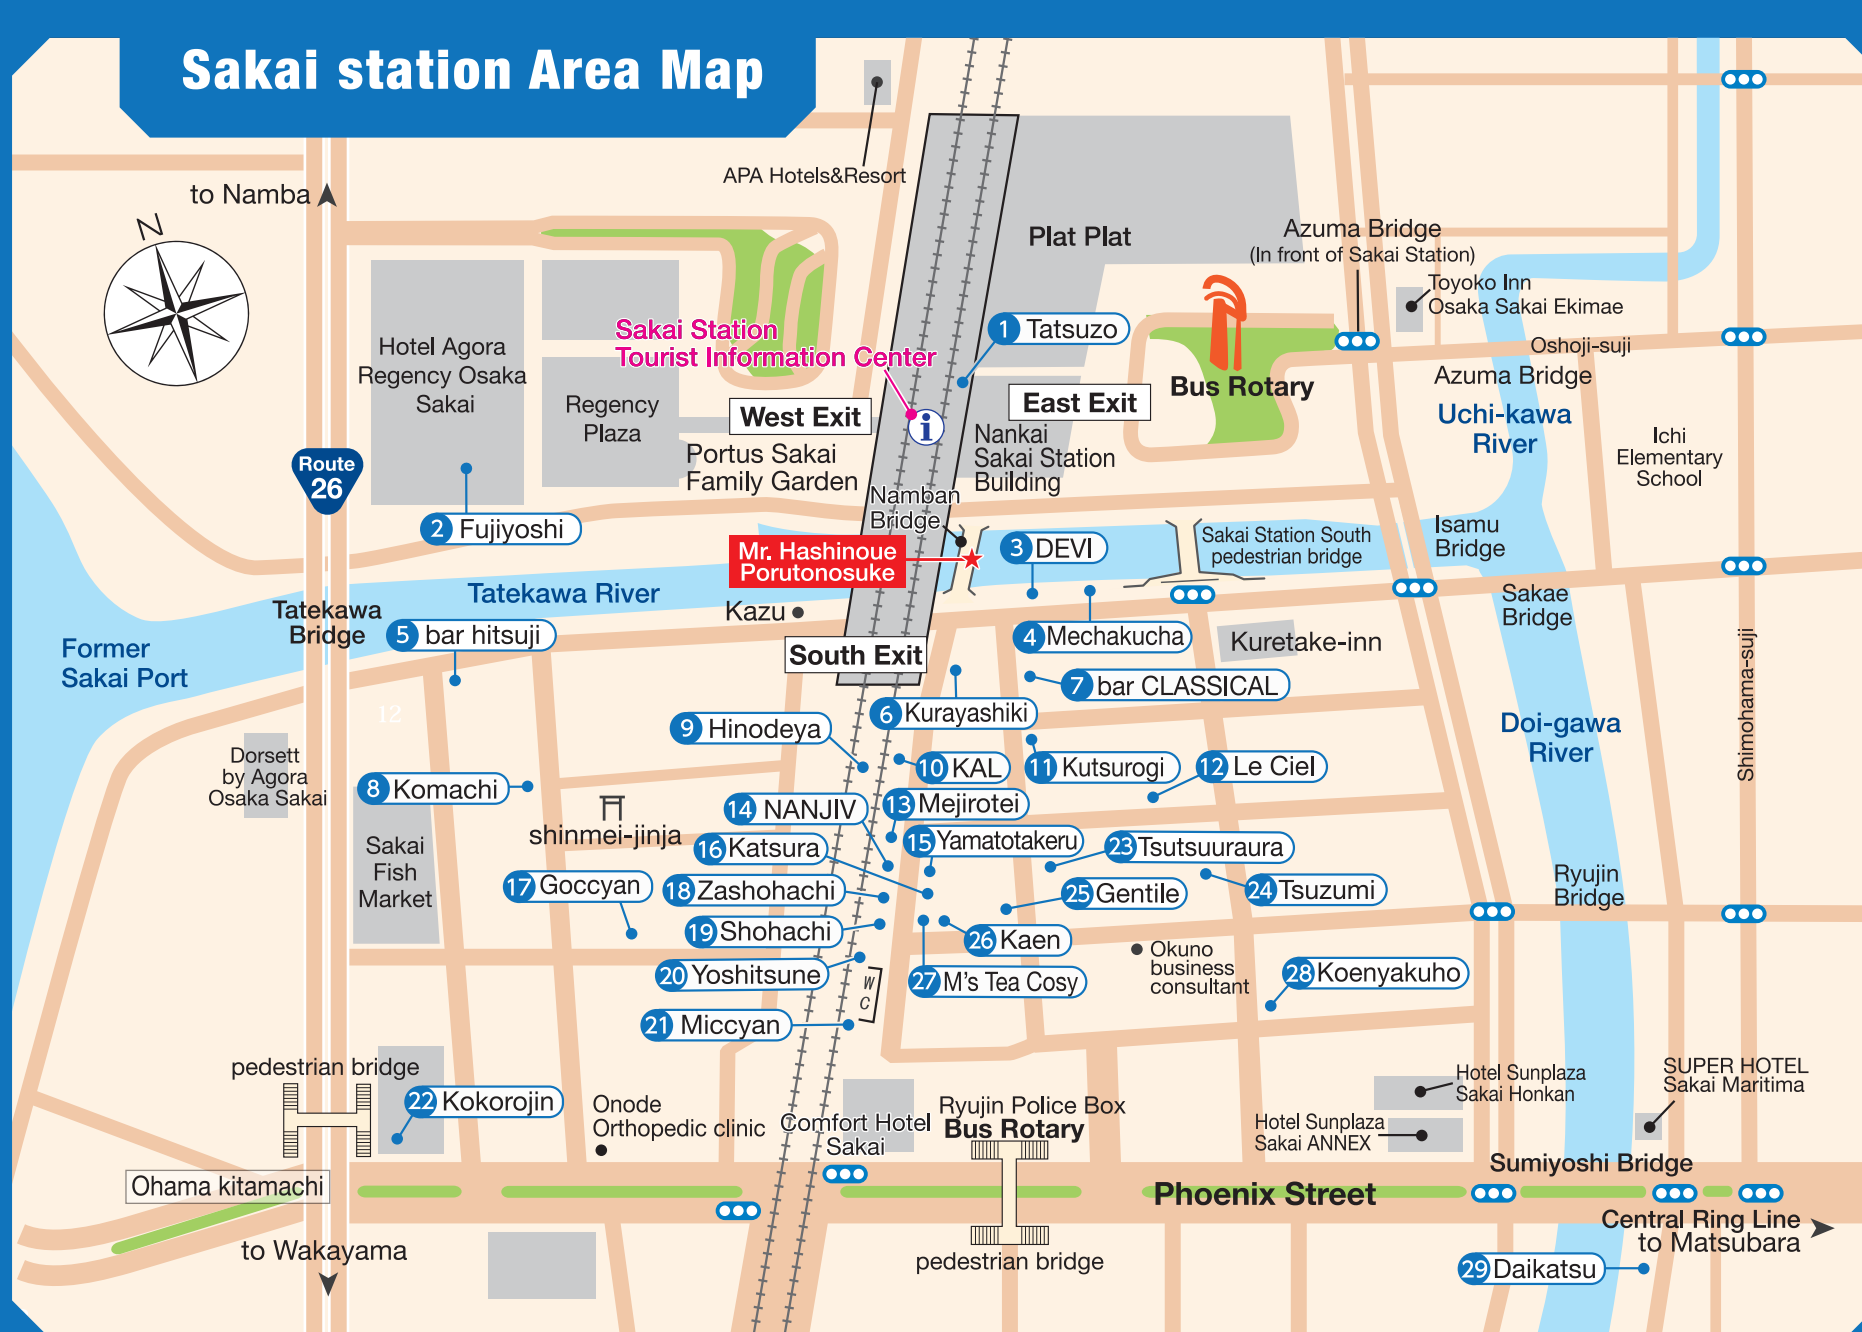 Sakai station Area Map
to Namba
N
APA Hotels&Resort
Plat Plat
Azuma Bridge
(In front of Sakai Station)
Toyoko Inn
Osaka Sakai Ekimae
Sakai Station
Tourist Information Center
1 Tatsuzo
Hotel Agora
Regency Osaka
Sakai
Regency
Plaza
West Exit
East Exit
Bus Rotary
Oshoji-suji
Azuma Bridge
Uchi-kawa
River
i
Portus Sakai
Family Garden
Nankai
Sakai Station
Building
Ichi
Elementary
School
Route
26
2 Fujiyoshi
Namban
Bridge
Mr. Hashinoue
Porutonosuke
3 DEVI
Sakai Station South
pedestrian bridge
Isamu
Bridge
Tatekawa River
Kazu
Tatekawa
Bridge
Sakae
Bridge
5 bar hitsuji
4 Mechakucha
Kuretake-inn
Former
Sakai Port
South Exit
7 bar CLASSICAL
Shimohama-suji
12
6 Kurayashiki
9 Hinodeya
Doi-gawa
River
Dorsett
by Agora
Osaka Sakai
10 KAL
11 Kutsurogi
12 Le Ciel
8 Komachi
14 NANJIV
13 Mejirotei
shinmei-jinja
16 Katsura
15 Yamatotakeru
23 Tsutsuuraura
Sakai
Fish
Market
17 Goccyan
18 Zashohachi
25 Gentile
24 Tsuzumi
Ryujin
Bridge
19 Shohachi
26 Kaen
20 Yoshitsune
27 M's Tea Cosy
Okuno
business
consultant
28 Koenyakuho
W
C
21 Miccyan
pedestrian bridge
22 Kokorojin
Onode
Orthopedic clinic
Comfort Hotel
Sakai
Ryujin Police Box
Bus Rotary
Hotel Sunplaza
Sakai Honkan
Hotel Sunplaza
Sakai ANNEX
SUPER HOTEL
Sakai Maritima
Sumiyoshi Bridge
Ohama kitamachi
Phoenix Street
Central Ring Line
to Matsubara
to Wakayama
pedestrian bridge
29 Daikatsu